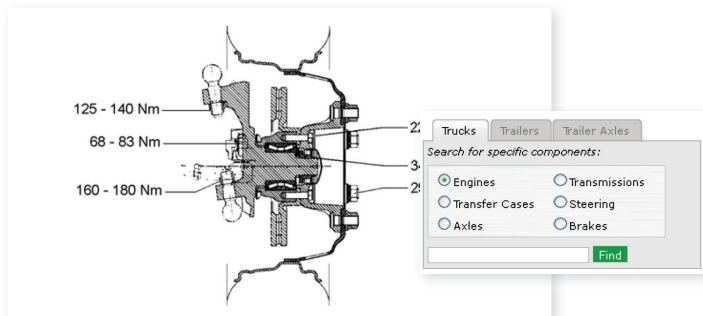 125 - 140 Nm
68 - 83 Nm
160 - 180 Nm
Trucks
Trailers
Trailer Axles
Search for specific components:
Engines
Transmissions
Transfer Cases
Steering
Axles
Brakes
Find